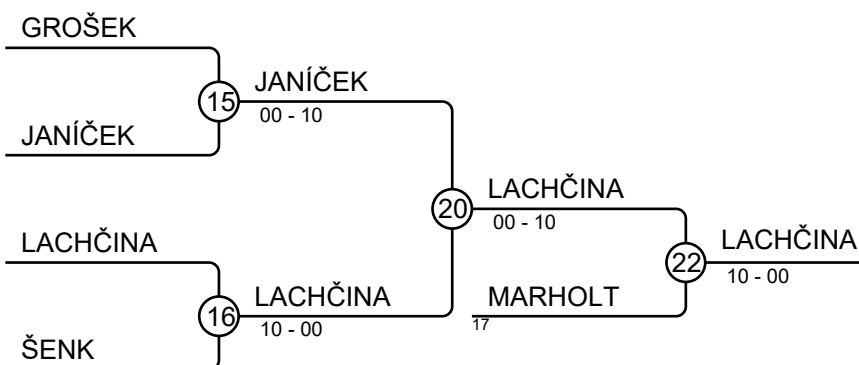 GROŠEK
15
JANÍČEK
00 - 10
JANÍČEK
20
LACHČINA
00 - 10
LACHČINA
22
LACHČINA
10 - 00
16
LACHČINA
10 - 00
MARHOLT
17
ŠENK